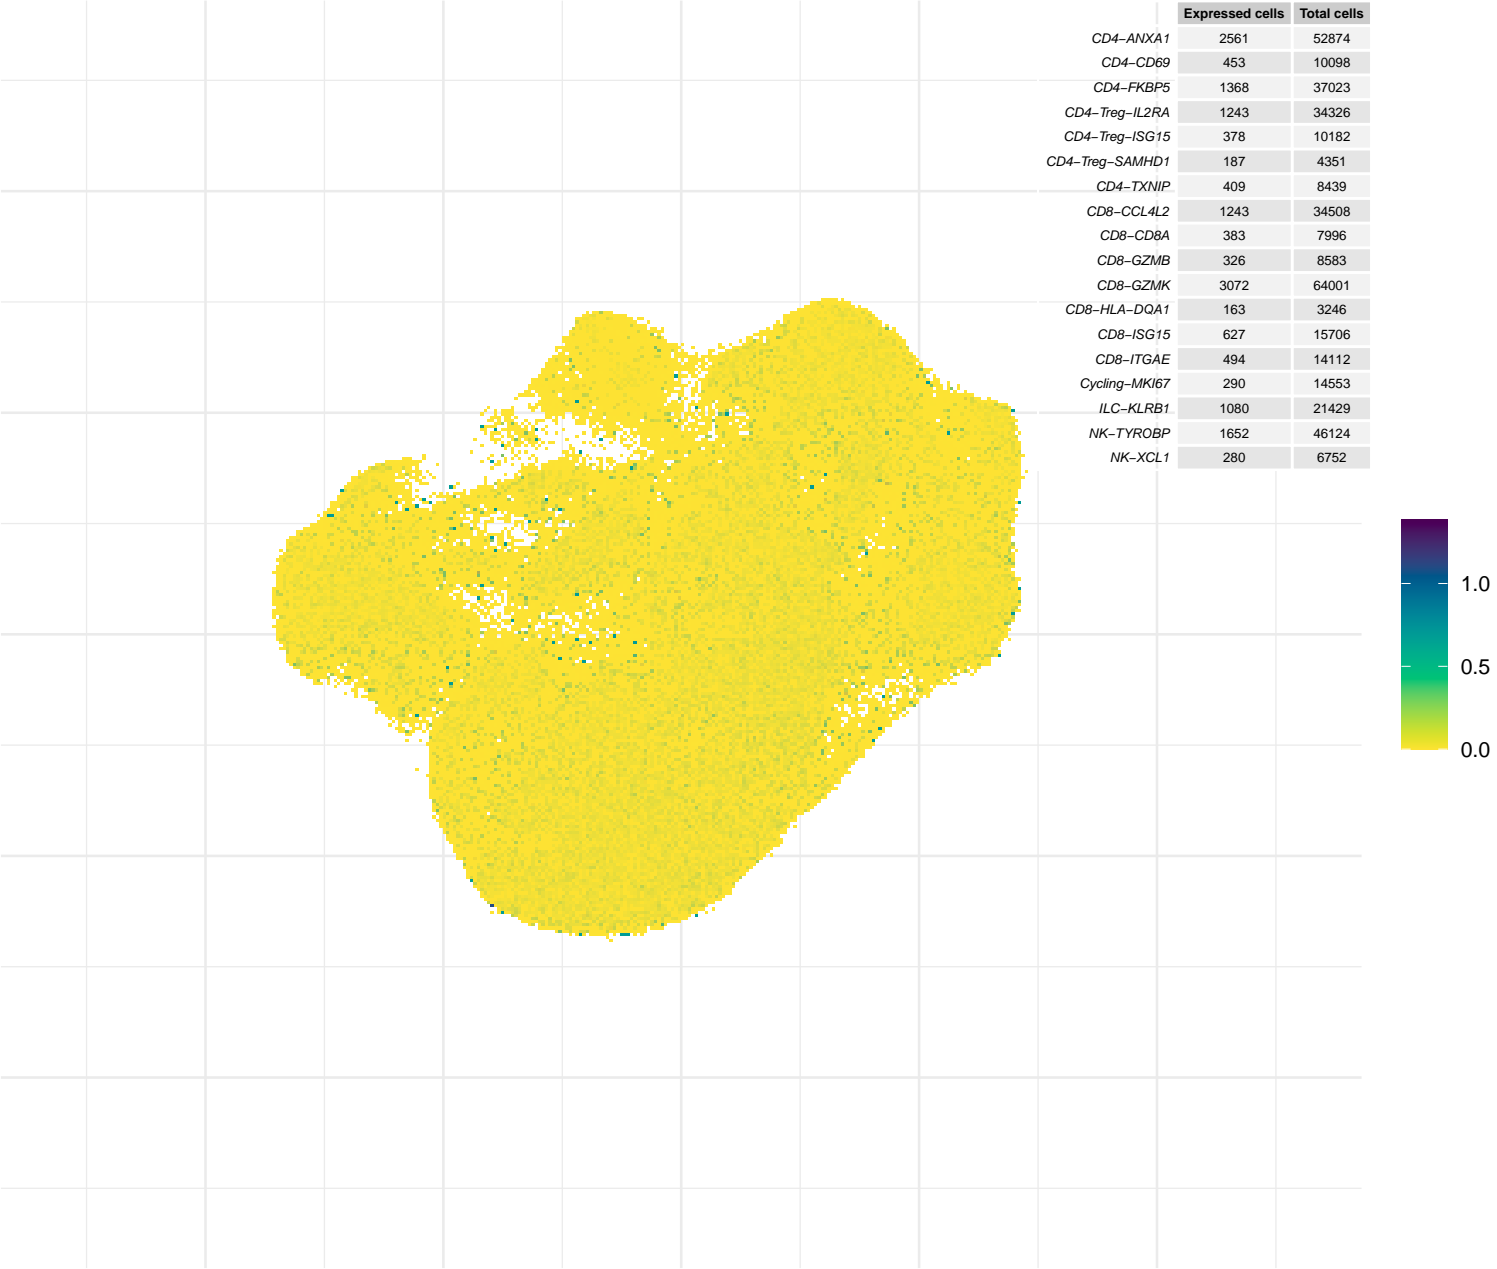 Expressed cells Total cells
CD4−ANXA1 2561 52874
CD4−CD69 453 10098
CD4−FKBP5 1368 37023
CD4−Treg−IL2RA 1243 34326
CD4−Treg−ISG15 378 10182
CD4−Treg−SAMHD1 187 4351
CD4−TXNIP 409 8439
CD8−CCL4L2 1243 34508
CD8−CD8A 383 7996
CD8−GZMB 326 8583
CD8−GZMK 3072 64001
CD8−HLA−DQA1 163 3246
CD8−ISG15 627 15706
CD8−ITGAE 494 14112
Cycling−MKI67 290 14553
ILC−KLRB1 1080 21429
NK−TYROBP 1652 46124
NK−XCL1 280 6752
1.0
0.5
0.0